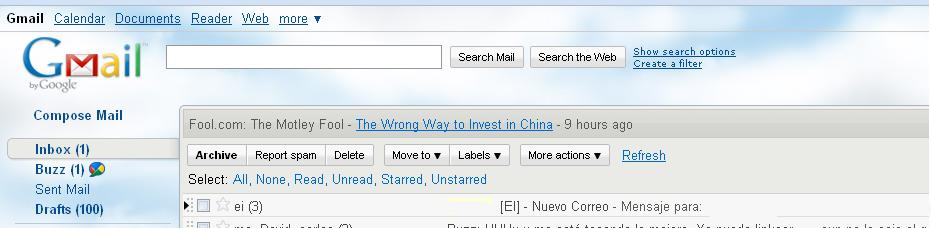 Gmail Calendar Documents Reader Web more ▼
Gmail™
by Google
Search Mail Search the Web Show search options
Create a filter
Compose Mail
Fool.com: The Motley Fool - The Wrong Way to Invest in China - 9 hours ago
Inbox (1)
Archive Report spam Delete Move to ▼ Labels ▼ More actions ▼ Refresh
Buzz (1)
Select: All, None, Read, Unread, Starred, Unstarred
Sent Mail
Drafts (100)
ei (3) [EI] - Nuevo Correo - Mensaje para: